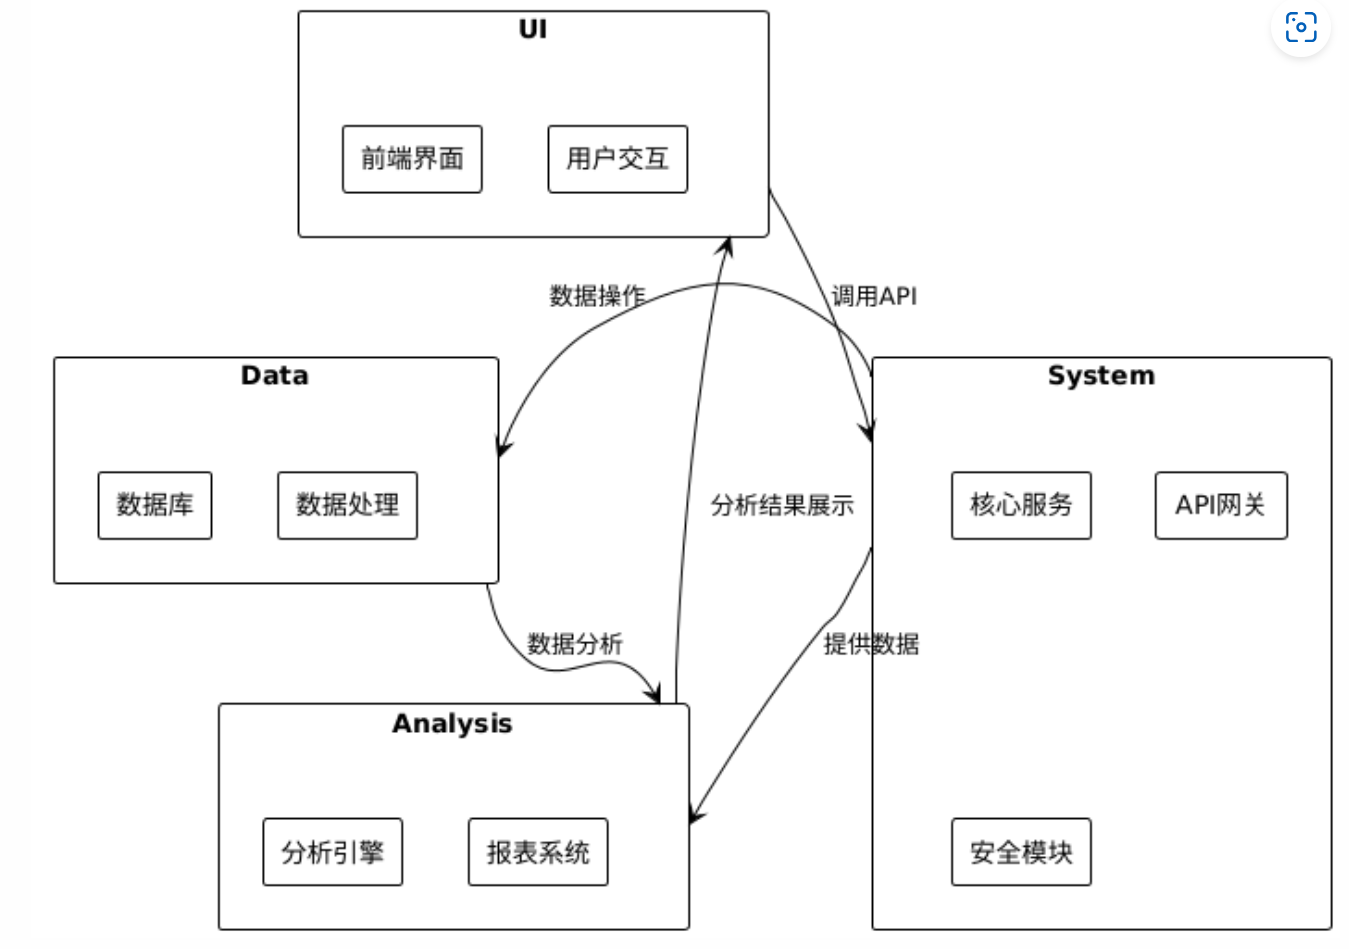 UI
前端界面
用户交互
数据操作
调用API
Data
System
数据库
数据处理
分析结果展示
核心服务
API网关
数据分析
提供数据
Analysis
分析引擎
报表系统
安全模块